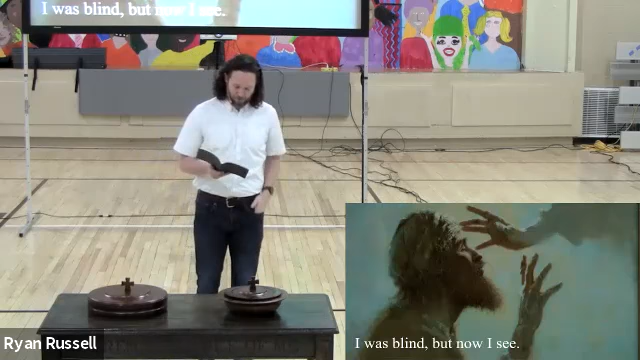 I was blind, but now I see.
I was blind, but now I see.
Ryan Russell